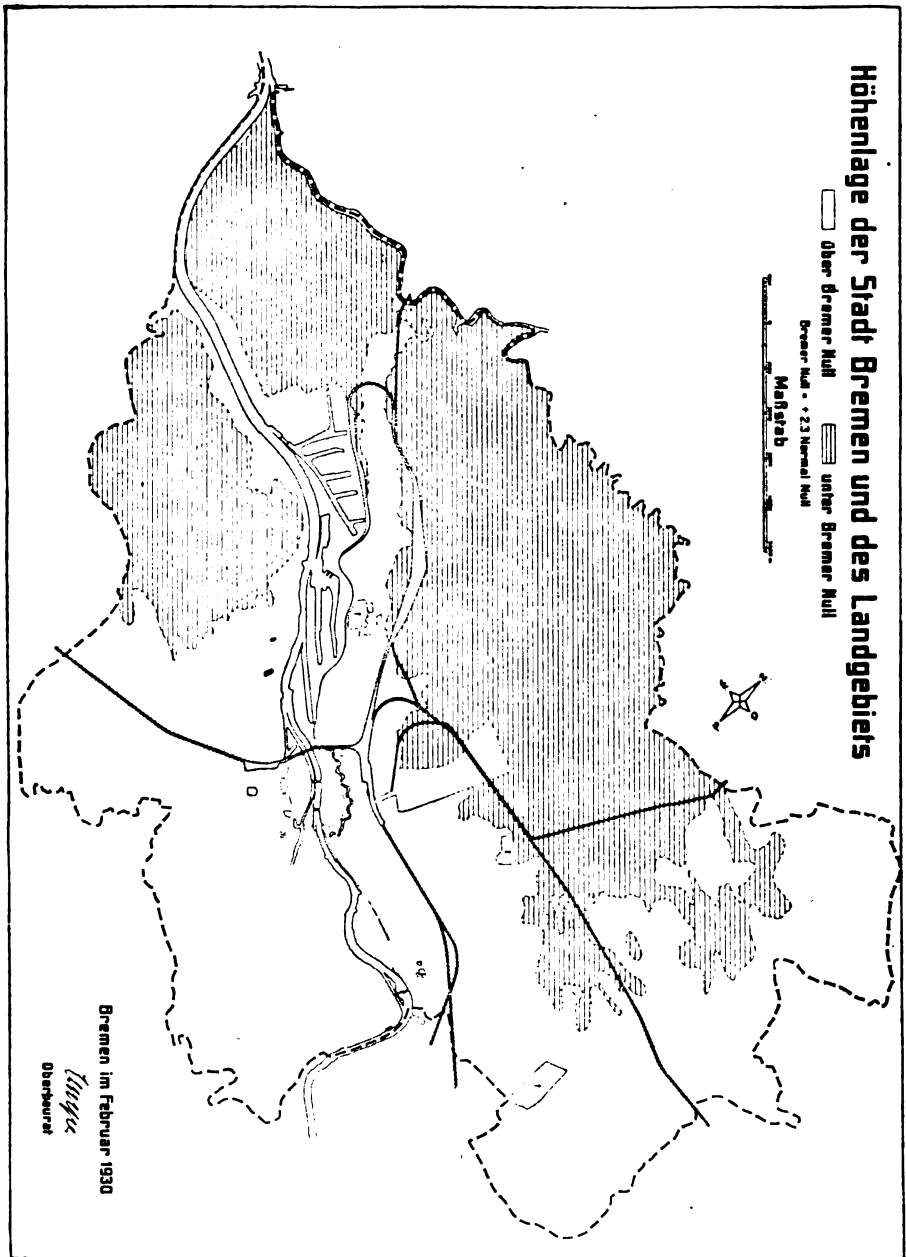 Höhenlage der Stadt Bremen und des Landgebiets
über Bremer Null unter Bremer Null
Bremer Null = +2,3 Normal Null
Maßstab
N
O
S
W
Bremen im Februar 1930
Oberbaurat